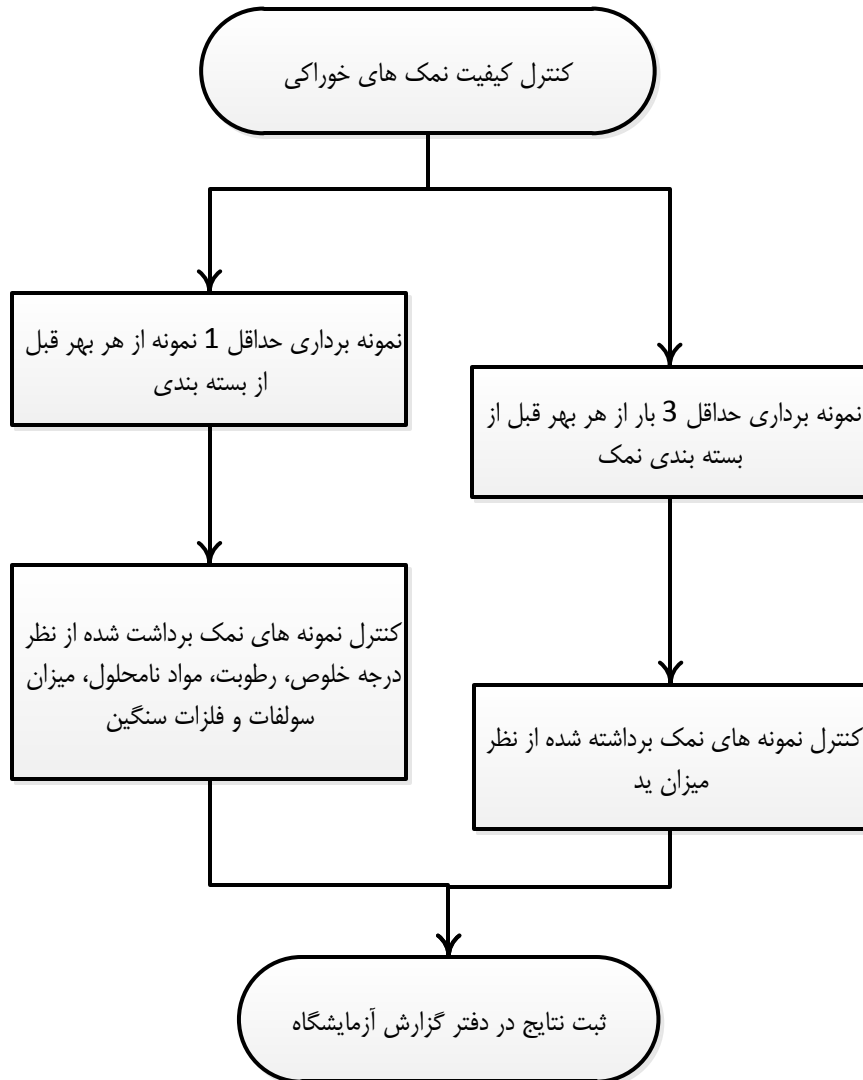 کنترل کیفیت نمک های خوراکی
نمونه برداری حداقل 3 بار از هر بهر قبل از
بسته بندی نمک
کنترل نمونه های نمک برداشته شده از نظر
میزان ید
نمونه برداری حداقل 1 نمونه از هر بهر قبل
از بسته بندی
کنترل نمونه های نمک برداشت شده از نظر
درجه خلوص، رطوبت، مواد نامحلول، میزان
سولفات و فلزات سنگین
ثبت نتایج در دفتر گزارش آزمایشگاه